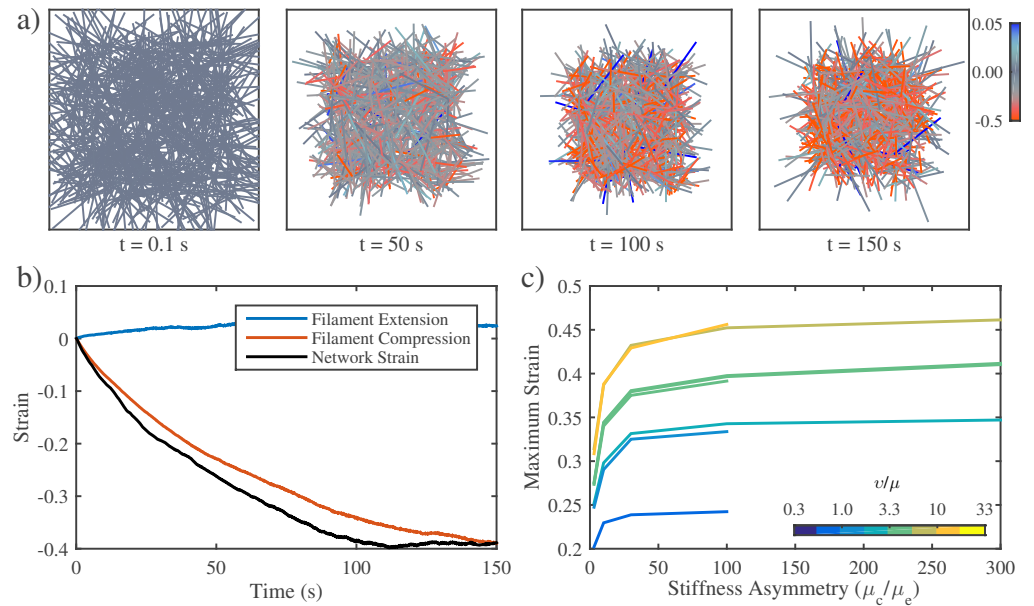 a)
0.05
0.00
-0.5
t = 0.1 s
t = 50 s
t = 100 s
t = 150 s
b)
0.1
0
-0.1
-0.2
-0.3
-0.4
Strain
Filament Extension
Filament Compression
Network Strain
0
50
100
150
Time (s)
c)
0.5
0.45
0.4
0.35
0.3
0.25
0.2
Maximum Strain
υ/μ
0.3
1.0
3.3
10
33
0
50
100
150
200
250
300
Stiffness Asymmetry (μc/μe)